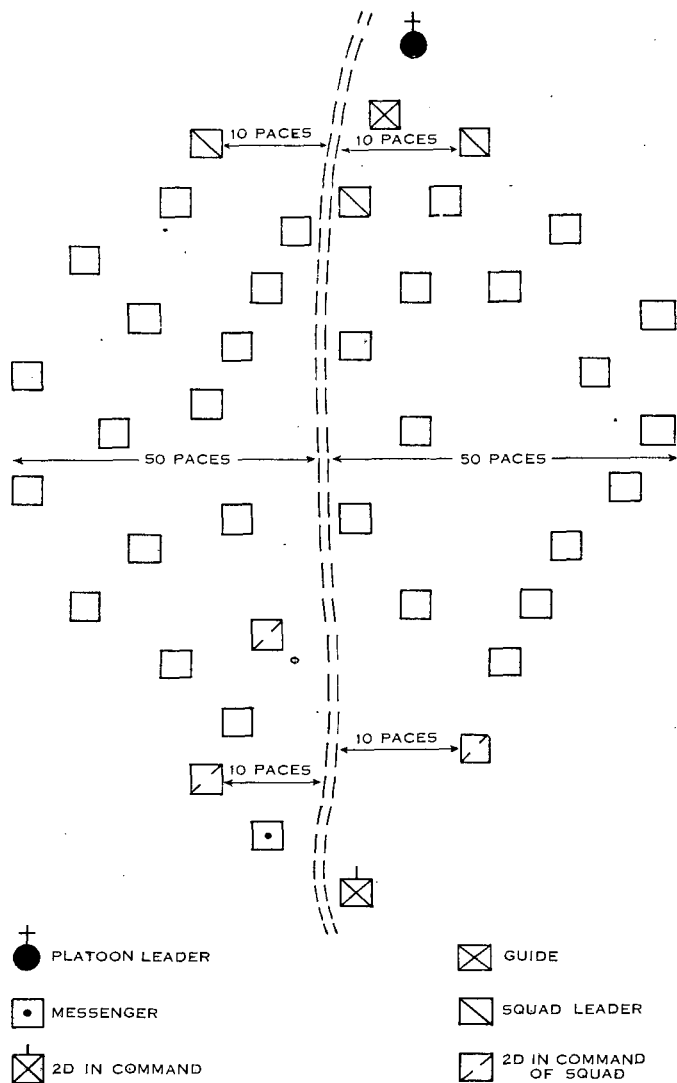 10 PACES
10 PACES
50 PACES
50 PACES
10 PACES
10 PACES
PLATOON LEADER
GUIDE
MESSENGER
SQUAD LEADER
2D IN COMMAND
2D IN COMMAND
OF SQUAD